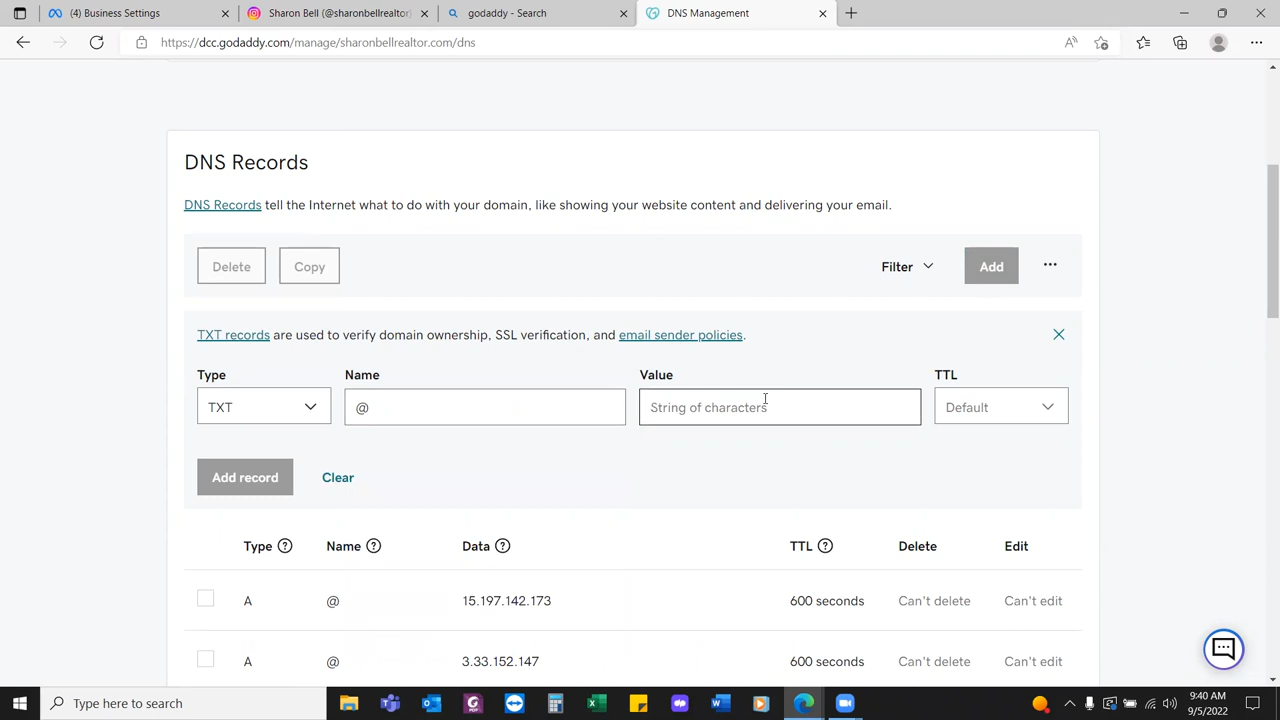 (4) Business Settings
Sharon Bell (@sharonbellrealtor)
godaddy - Search
DNS Management
https://dcc.godaddy.com/manage/sharonbellrealtor.com/dns
DNS Records
DNS Records tell the Internet what to do with your domain, like showing your website content and delivering your email.
Delete
Copy
Filter
Add
TXT records are used to verify domain ownership, SSL verification, and email sender policies.
Type Name Value TTL
TXT @ String of characters Default
Add record Clear
Type Name Data TTL Delete Edit
A @ 15.197.142.173 600 seconds Can't delete Can't edit
A @ 3.33.152.147 600 seconds Can't delete Can't edit
Type here to search
9:40 AM
9/5/2022